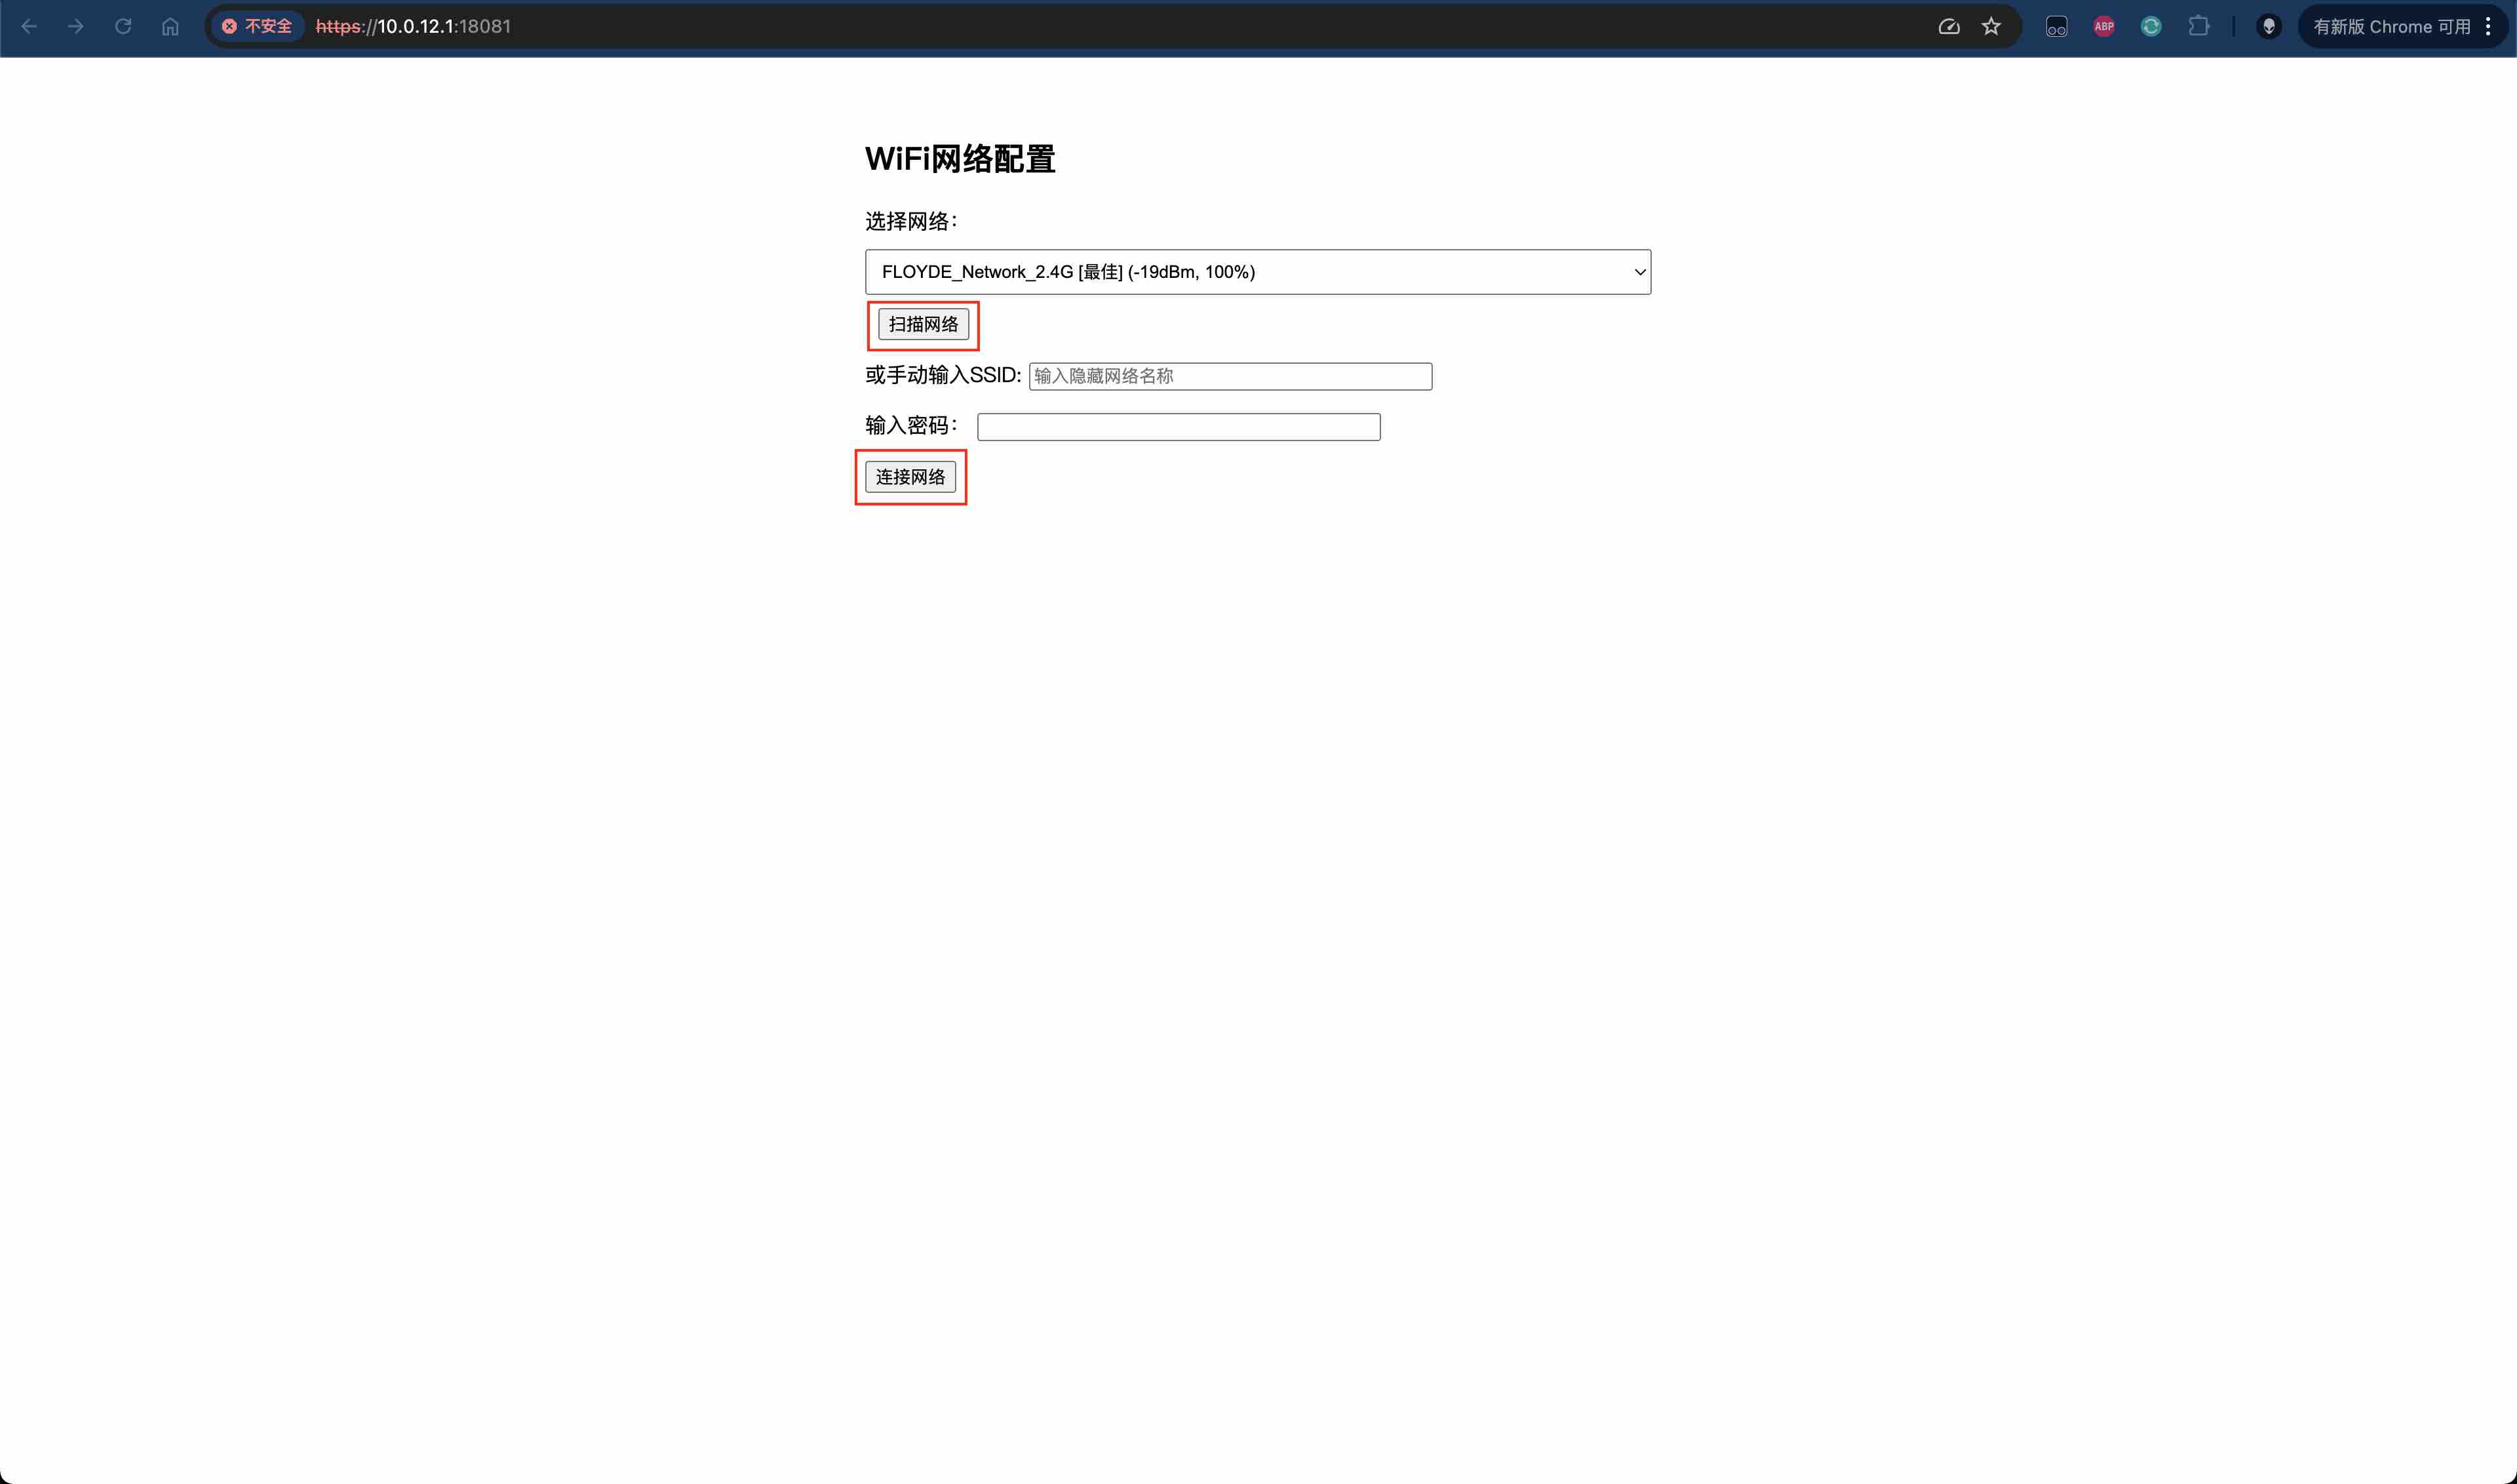 不安全 https://10.0.12.1:18081 ABP 有新版 Chrome 可用
WiFi网络配置
选择网络：
FLOYDE_Network_2.4G [最佳] (-19dBm, 100%)
扫描网络
或手动输入SSID: 输入隐藏网络名称
输入密码：
连接网络